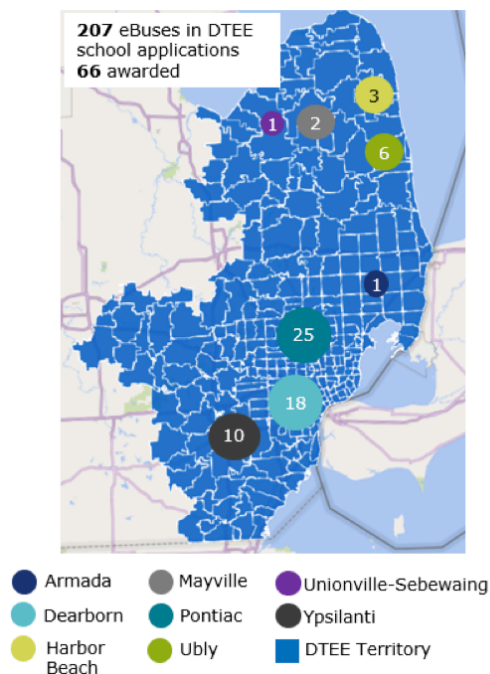 207 eBuses in DTEE
school applications
66 awarded
3
1
2
6
1
25
18
10
Armada
Mayville
Unionville-Sebewaing
Dearborn
Pontiac
Ypsilanti
Harbor
Beach
Ubly
DTEE Territory